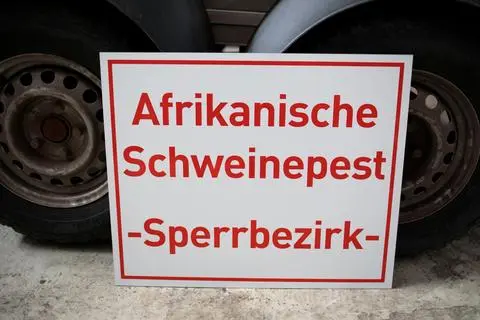 Afrikanische
Schweinepest
-Sperrbezirk-